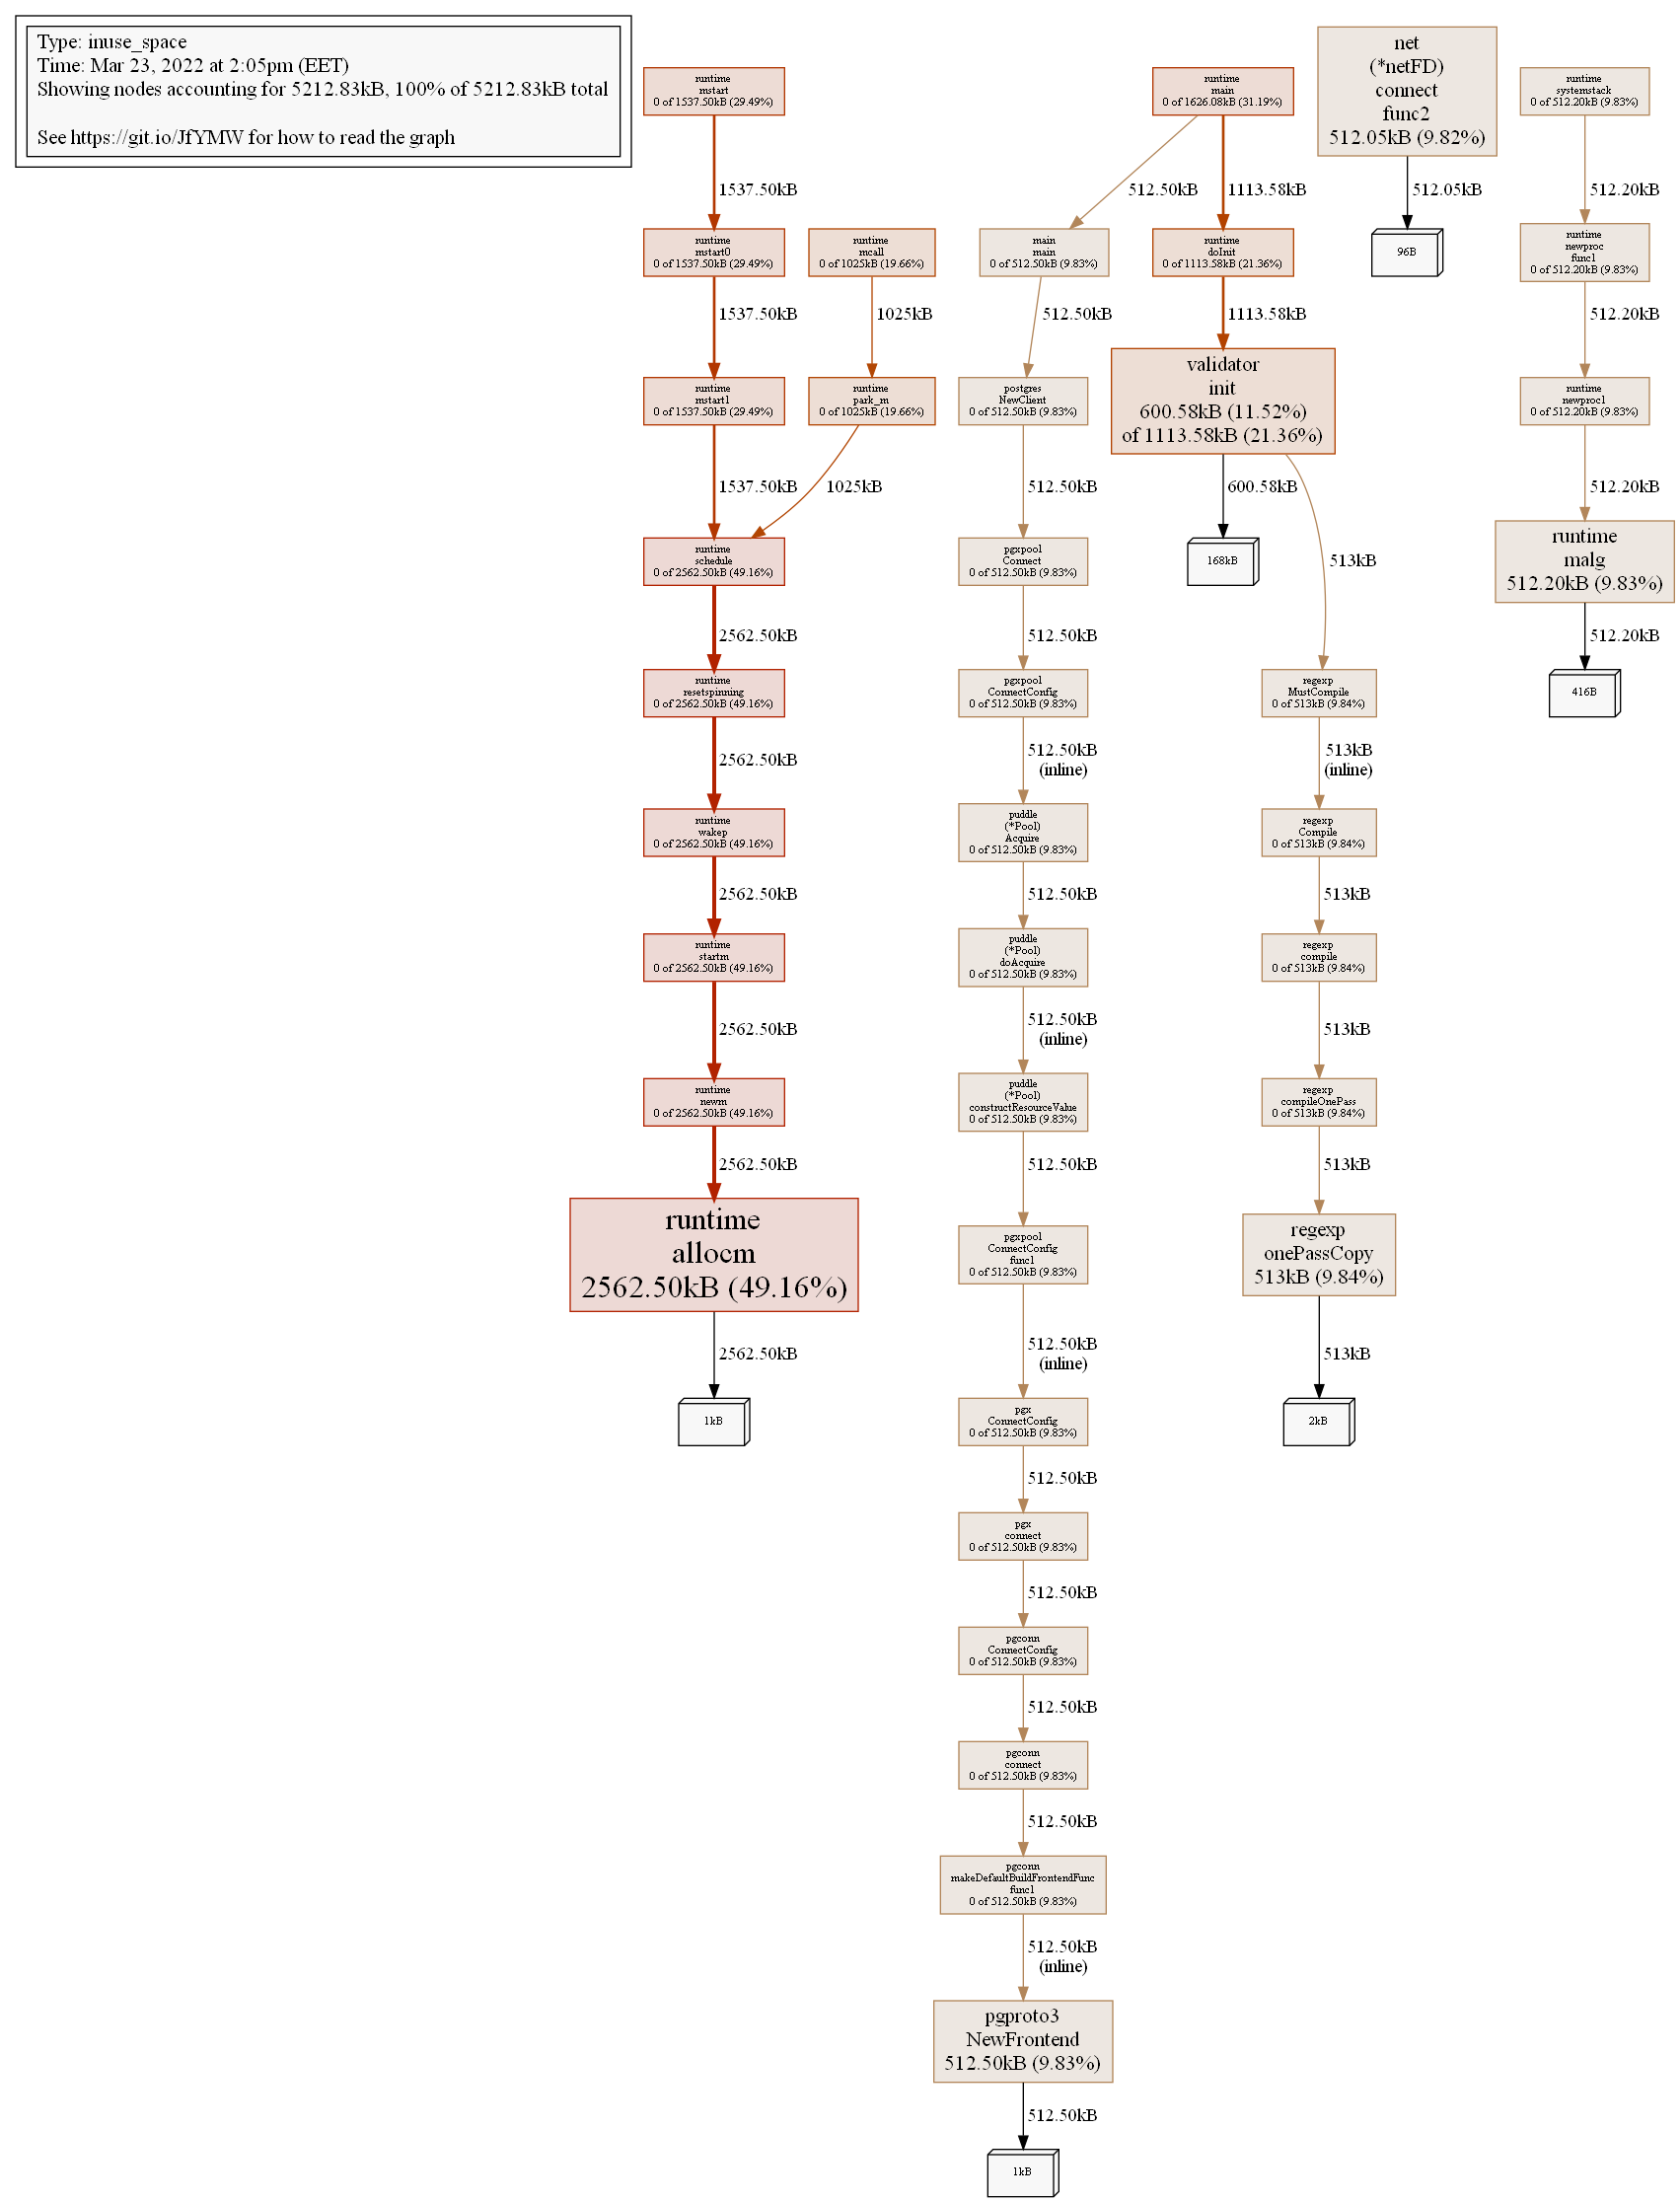 Type: inuse_space
Time: Mar 23, 2022 at 2:05pm (EET)
Showing nodes accounting for 5212.83kB, 100% of 5212.83kB total
See https://git.io/JfYMW for how to read the graph
runtime
mstart
0 of 1537.50kB (29.49%)
1537.50kB
runtime
mstart0
0 of 1537.50kB (29.49%)
1537.50kB
runtime
mstart1
0 of 1537.50kB (29.49%)
1537.50kB
runtime
mcall
0 of 1025kB (19.66%)
1025kB
runtime
park_m
0 of 1025kB (19.66%)
1025kB
runtime
schedule
0 of 2562.50kB (49.16%)
2562.50kB
runtime
resetspinning
0 of 2562.50kB (49.16%)
2562.50kB
runtime
wakep
0 of 2562.50kB (49.16%)
2562.50kB
runtime
startm
0 of 2562.50kB (49.16%)
2562.50kB
runtime
newm
0 of 2562.50kB (49.16%)
2562.50kB
runtime
allocm
2562.50kB (49.16%)
2562.50kB
1kB
runtime
main
0 of 1626.08kB (31.19%)
512.50kB
1113.58kB
main
main
0 of 512.50kB (9.83%)
512.50kB
postgres
NewClient
0 of 512.50kB (9.83%)
512.50kB
pgxpool
Connect
0 of 512.50kB (9.83%)
512.50kB
pgxpool
ConnectConfig
0 of 512.50kB (9.83%)
512.50kB
(inline)
puddle
(*Pool)
Acquire
0 of 512.50kB (9.83%)
512.50kB
puddle
(*Pool)
doAcquire
0 of 512.50kB (9.83%)
512.50kB
(inline)
puddle
(*Pool)
constructResourceValue
0 of 512.50kB (9.83%)
512.50kB
pgxpool
ConnectConfig
func1
0 of 512.50kB (9.83%)
512.50kB
(inline)
pgx
ConnectConfig
0 of 512.50kB (9.83%)
512.50kB
pgx
connect
0 of 512.50kB (9.83%)
512.50kB
pgconn
ConnectConfig
0 of 512.50kB (9.83%)
512.50kB
pgconn
connect
0 of 512.50kB (9.83%)
512.50kB
pgconn
makeDefaultBuildFrontendFunc
func1
0 of 512.50kB (9.83%)
512.50kB
(inline)
pgproto3
NewFrontend
512.50kB (9.83%)
512.50kB
1kB
runtime
doInit
0 of 1113.58kB (21.36%)
1113.58kB
validator
init
600.58kB (11.52%)
of 1113.58kB (21.36%)
600.58kB
168kB
513kB
regexp
MustCompile
0 of 513kB (9.84%)
513kB
(inline)
regexp
Compile
0 of 513kB (9.84%)
513kB
regexp
compile
0 of 513kB (9.84%)
513kB
regexp
compileOnePass
0 of 513kB (9.84%)
513kB
regexp
onePassCopy
513kB (9.84%)
513kB
2kB
net
(*netFD)
connect
func2
512.05kB (9.82%)
512.05kB
96B
runtime
systemstack
0 of 512.20kB (9.83%)
512.20kB
runtime
newproc
func1
0 of 512.20kB (9.83%)
512.20kB
runtime
newproc1
0 of 512.20kB (9.83%)
512.20kB
runtime
malg
512.20kB (9.83%)
512.20kB
416B